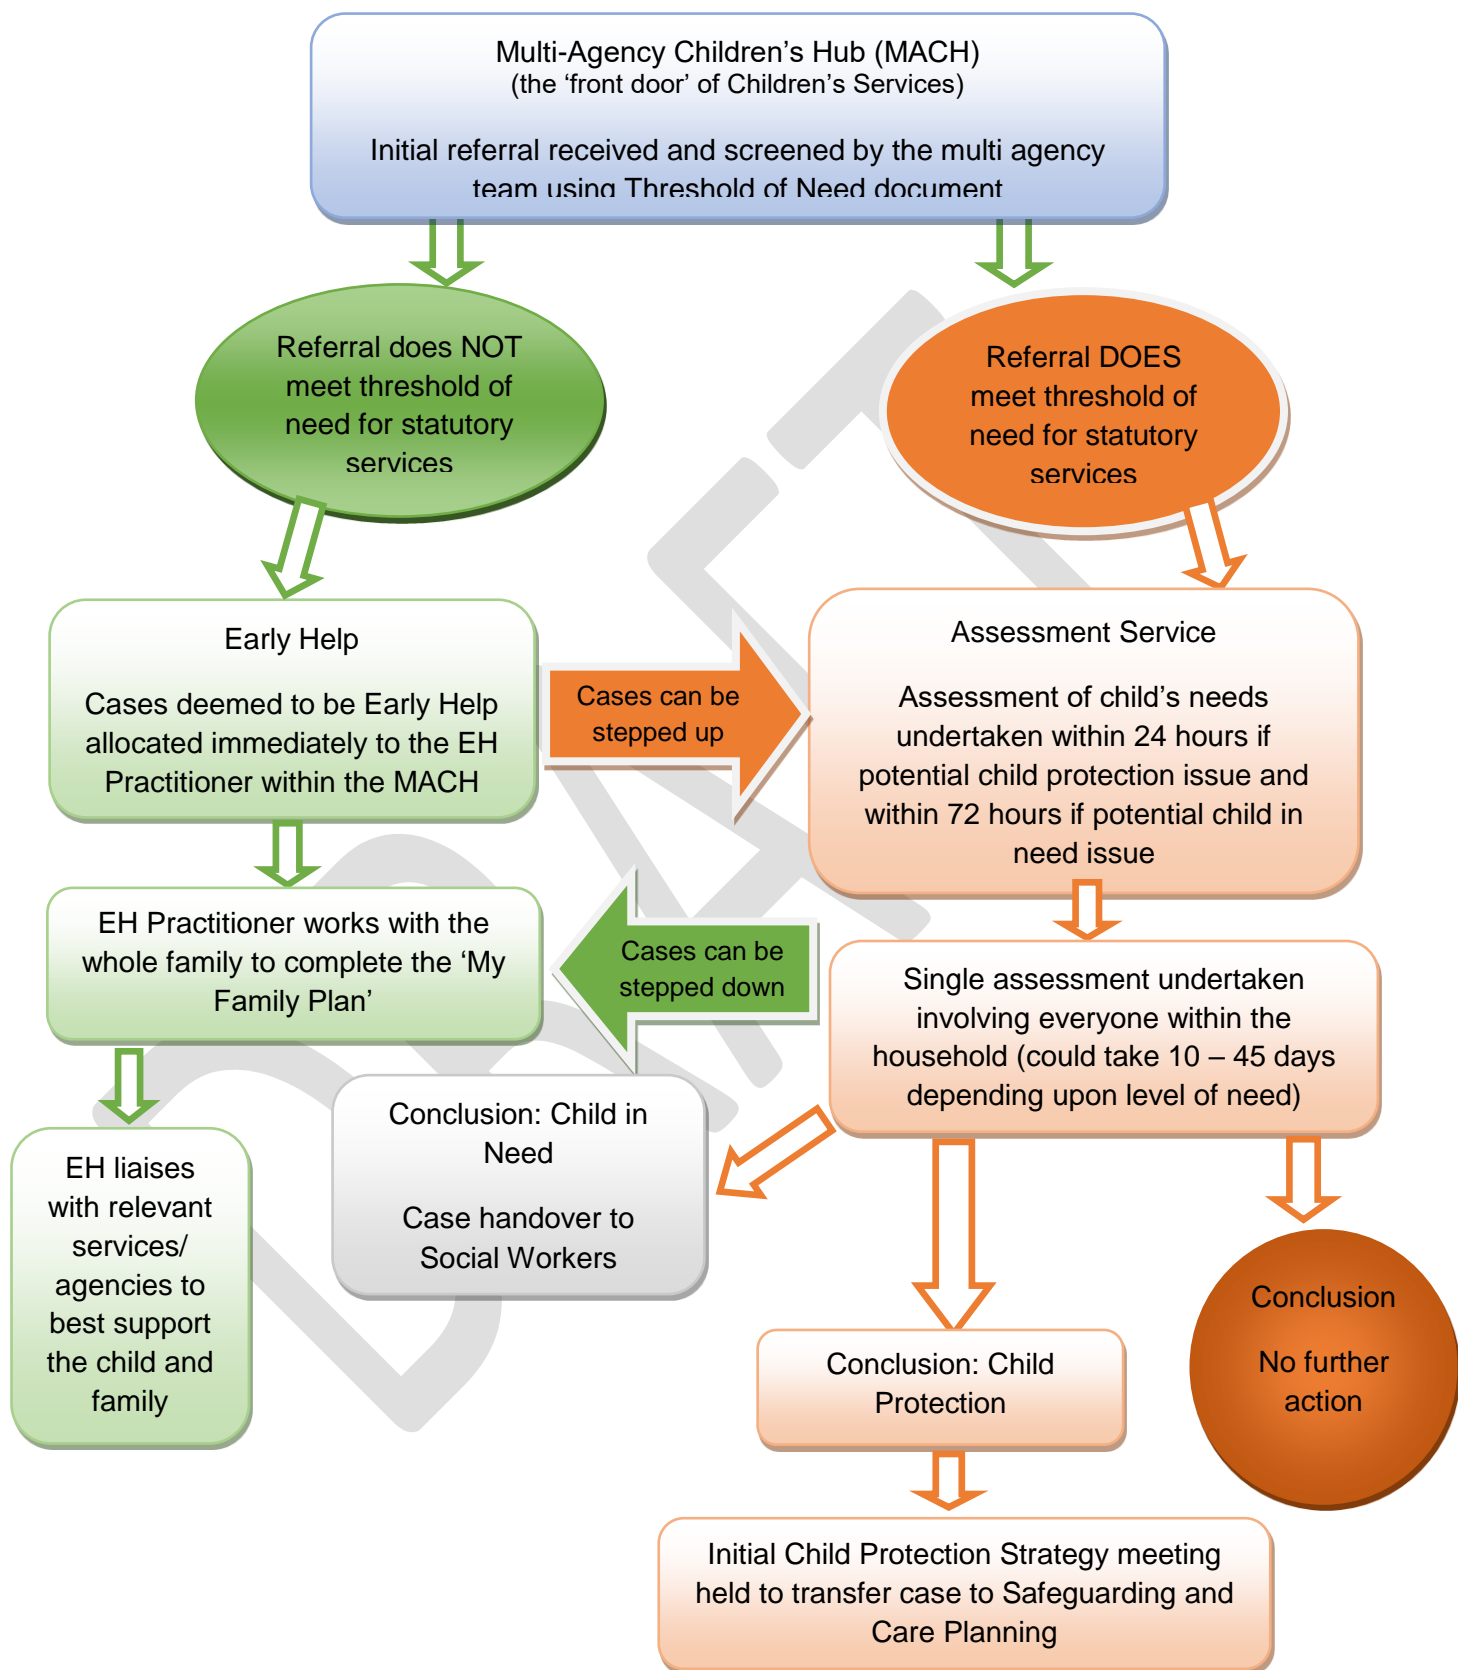 Multi-Agency Children's Hub (MACH)
(the 'front door' of Children's Services)
Initial referral received and screened by the multi agency
team using Threshold of Need document
Referral does NOT
meet threshold of
need for statutory
services
Referral DOES
meet threshold of
need for statutory
services
Early Help
Cases deemed to be Early Help
allocated immediately to the EH
Practitioner within the MACH
Cases can be
stepped up
Assessment Service
Assessment of child's needs
undertaken within 24 hours if
potential child protection issue and
within 72 hours if potential child in
need issue
EH Practitioner works with the
whole family to complete the 'My
Family Plan'
Cases can be
stepped down
Single assessment undertaken
involving everyone within the
household (could take 10 – 45 days
depending upon level of need)
EH liaises
with relevant
services/
agencies to
best support
the child and
family
Conclusion: Child in
Need
Case handover to
Social Workers
Conclusion: Child
Protection
Conclusion
No further
action
Initial Child Protection Strategy meeting
held to transfer case to Safeguarding and
Care Planning
DRAFT